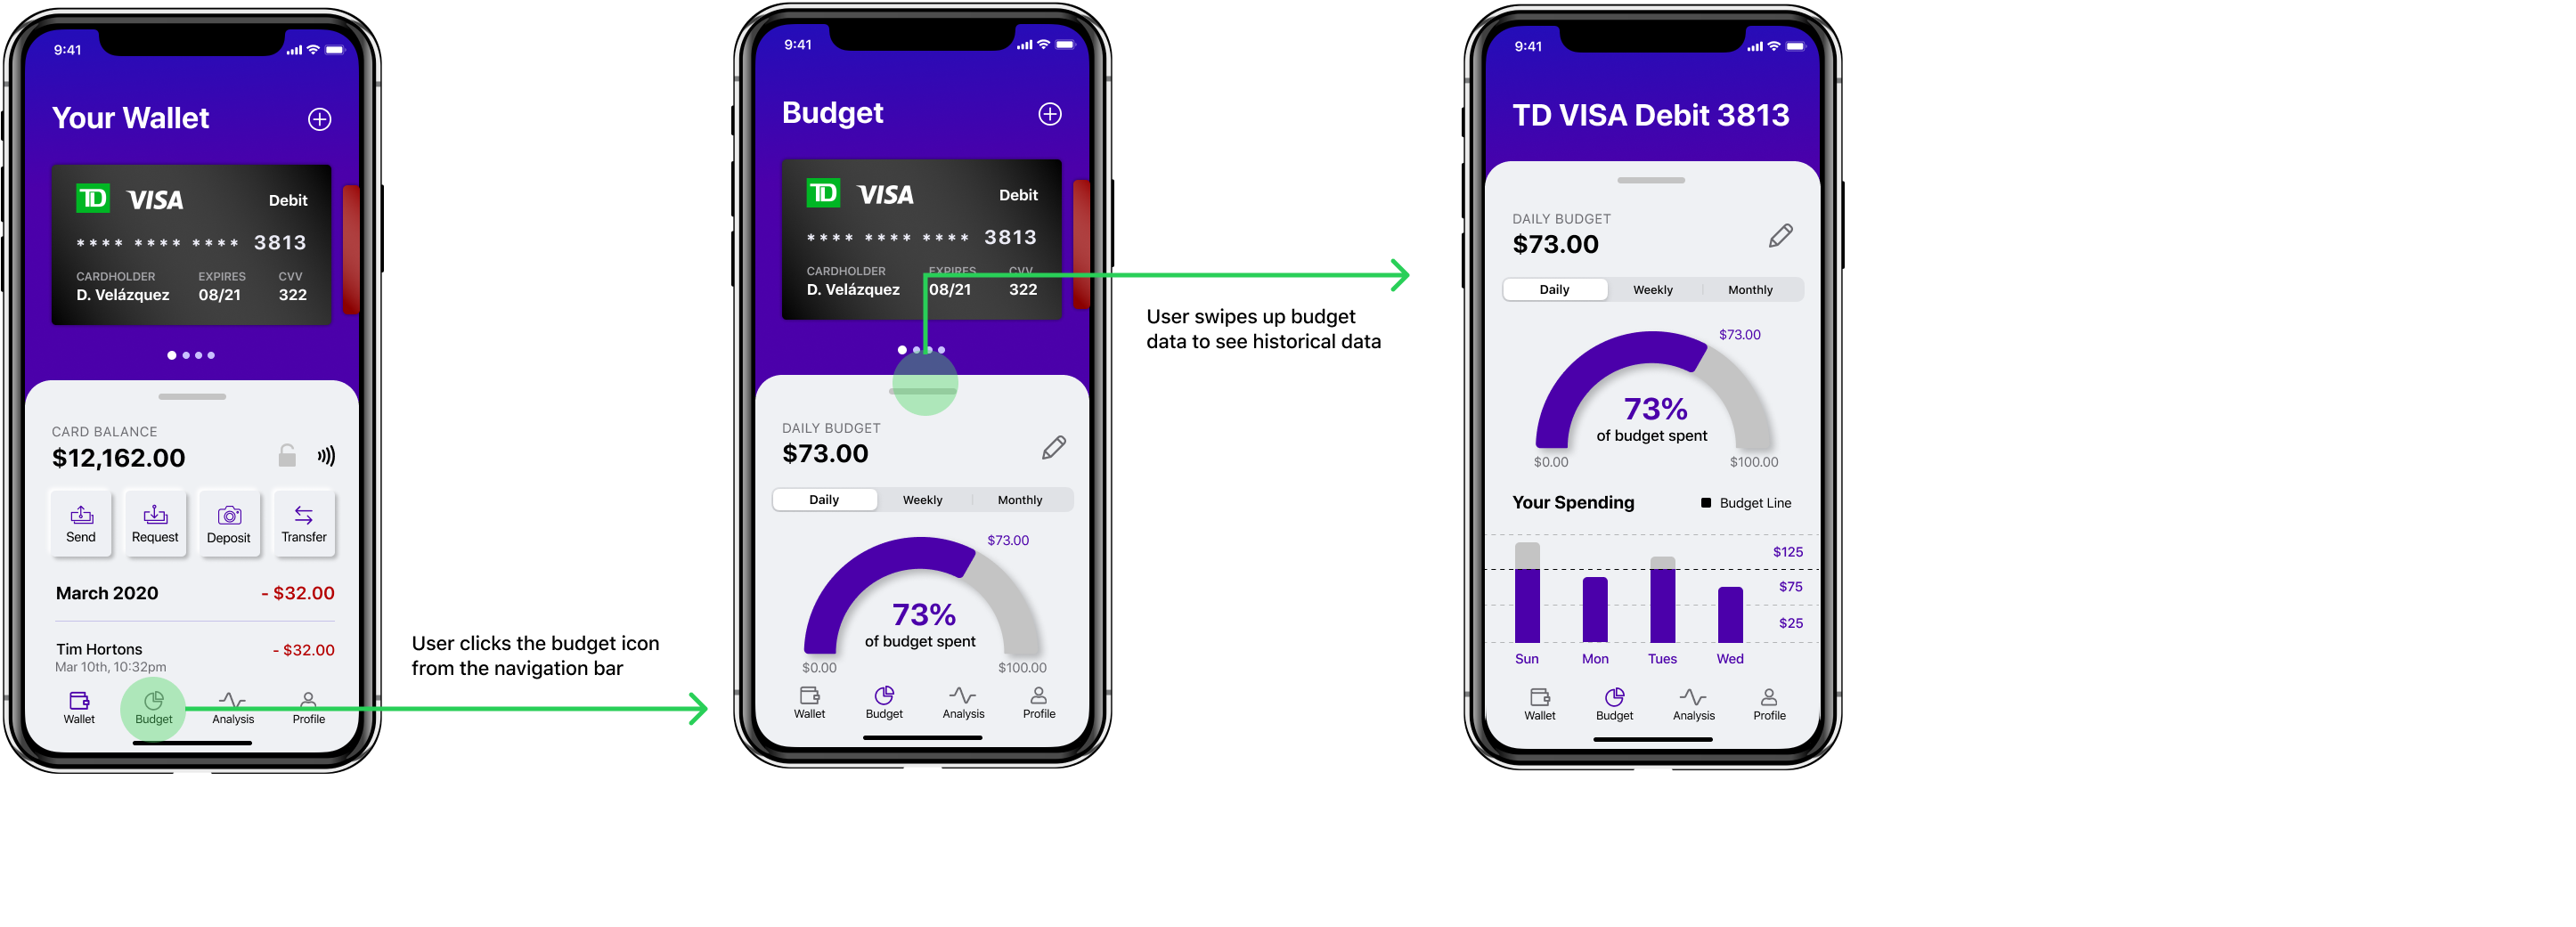 9:41
Your Wallet
TD VISA Debit
**** **** **** 3813
CARDHOLDER EXPIRES CVV
D. Velázquez 08/21 322
CARD BALANCE
$12,162.00
Send Request Deposit Transfer
March 2020 - $32.00
Tim Hortons - $32.00
Mar 10th, 10:32pm
Wallet Budget Analysis Profile
User clicks the budget icon
from the navigation bar
9:41
Budget
TD VISA Debit
**** **** **** 3813
CARDHOLDER EXPIRES CVV
D. Velázquez 08/21 322
DAILY BUDGET
$73.00
Daily Weekly Monthly
$73.00
73%
of budget spent
$0.00 $100.00
Wallet Budget Analysis Profile
User swipes up budget
data to see historical data
9:41
TD VISA Debit 3813
DAILY BUDGET
$73.00
Daily Weekly Monthly
$73.00
73%
of budget spent
$0.00 $100.00
Your Spending Budget Line
$125
$75
$25
Sun Mon Tues Wed
Wallet Budget Analysis Profile